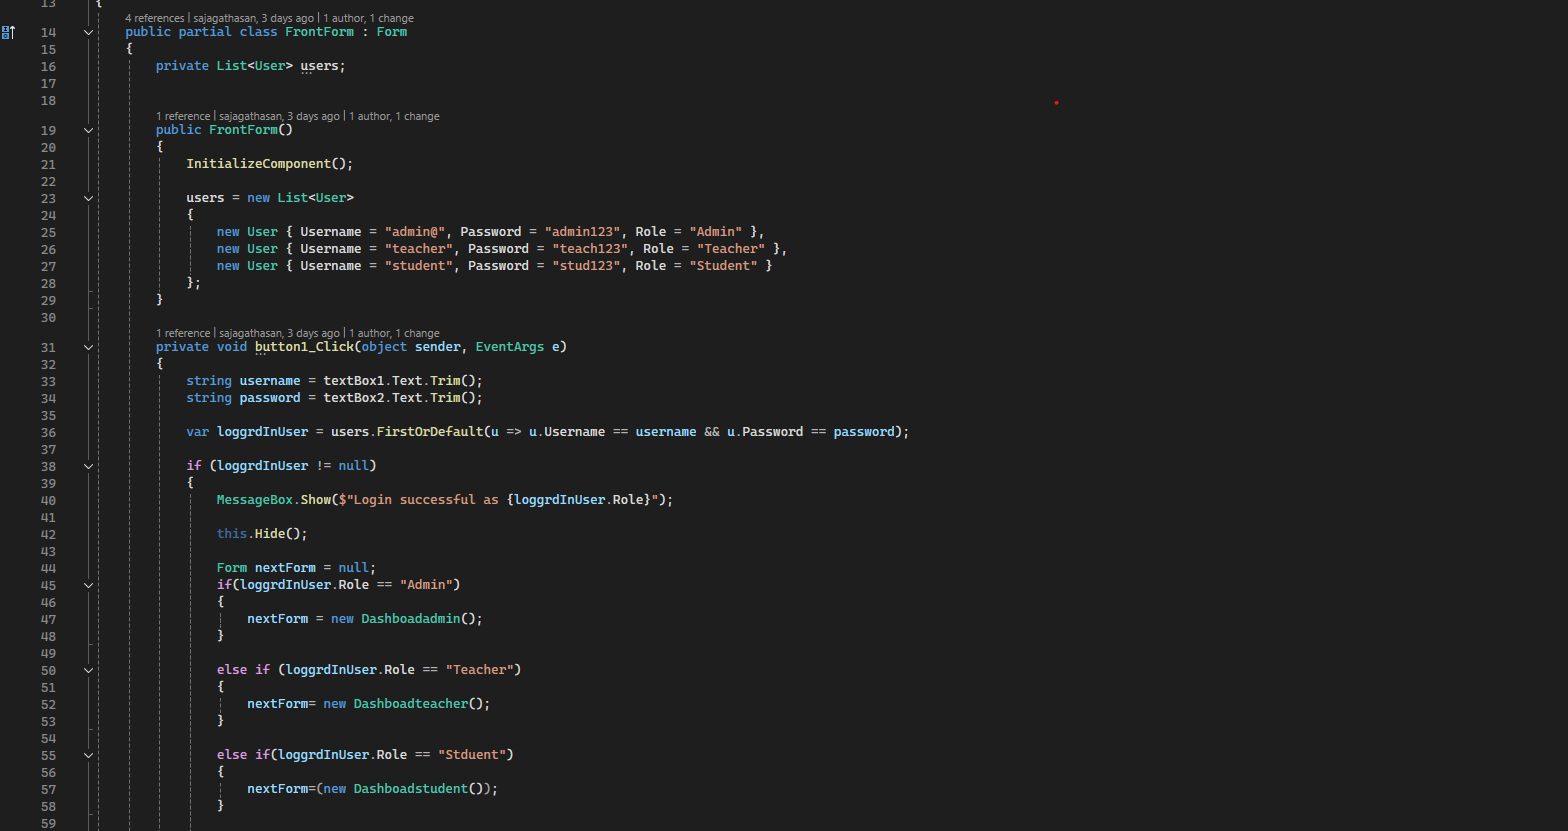 13 {
4 references | sajagathasan, 3 days ago | 1 author, 1 change
14 public partial class FrontForm : Form
15 {
16 private List<User> users;
17
18
1 reference | sajagathasan, 3 days ago | 1 author, 1 change
19 public FrontForm()
20 {
21 InitializeComponent();
22
23 users = new List<User>
24 {
25 new User { Username = "admin@", Password = "admin123", Role = "Admin" },
26 new User { Username = "teacher", Password = "teach123", Role = "Teacher" },
27 new User { Username = "student", Password = "stud123", Role = "Student" }
28 };
29 }
30
1 reference | sajagathasan, 3 days ago | 1 author, 1 change
31 private void button1_Click(object sender, EventArgs e)
32 {
33 string username = textBox1.Text.Trim();
34 string password = textBox2.Text.Trim();
35
36 var loggrdInUser = users.FirstOrDefault(u => u.Username == username && u.Password == password);
37
38 if (loggrdInUser != null)
39 {
40 MessageBox.Show($"Login successful as {loggrdInUser.Role}");
41
42 this.Hide();
43
44 Form nextForm = null;
45 if(loggrdInUser.Role == "Admin")
46 {
47 nextForm = new Dashboadadmin();
48 }
49
50 else if (loggrdInUser.Role == "Teacher")
51 {
52 nextForm= new Dashboadteacher();
53 }
54
55 else if(loggrdInUser.Role == "Stduent")
56 {
57 nextForm=(new Dashboadstudent());
58 }
59